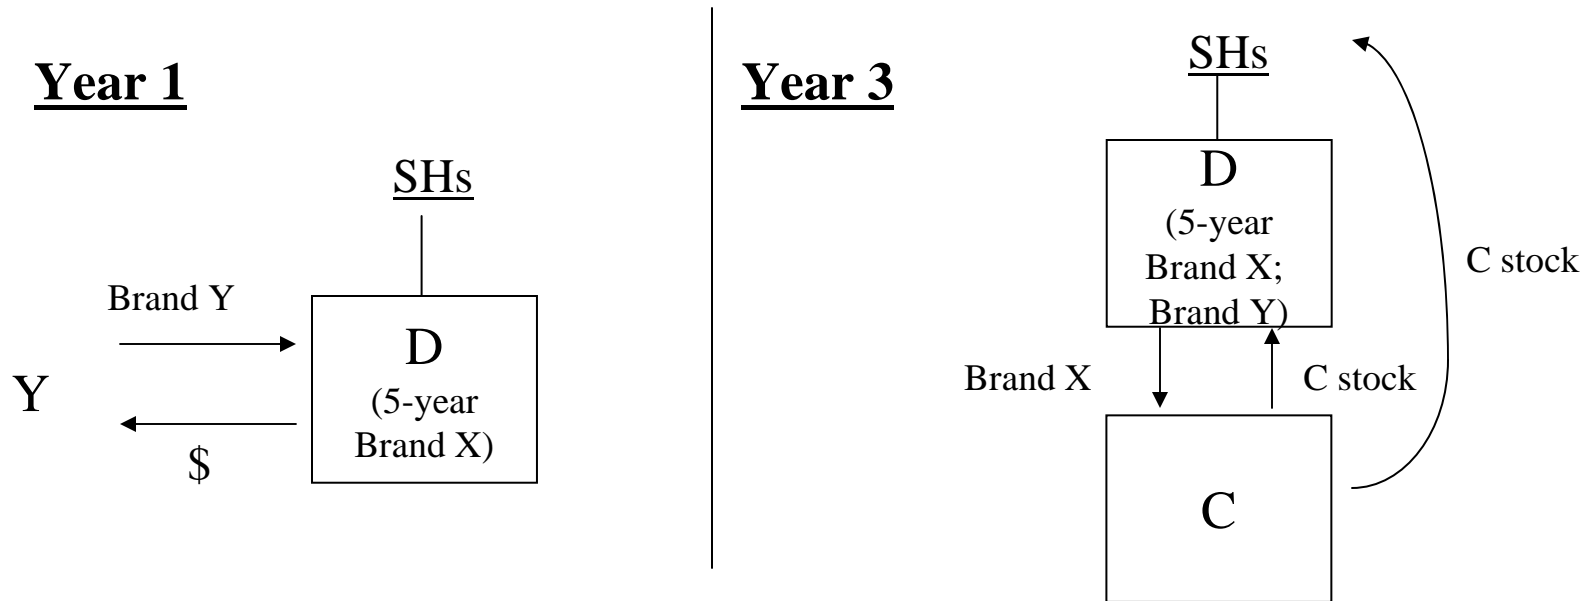 Year 1
SHs
Brand Y
Y
$
D
(5-year
Brand X)
Year 3
SHs
D
(5-year
Brand X;
Brand Y)
C stock
Brand X
C stock
C